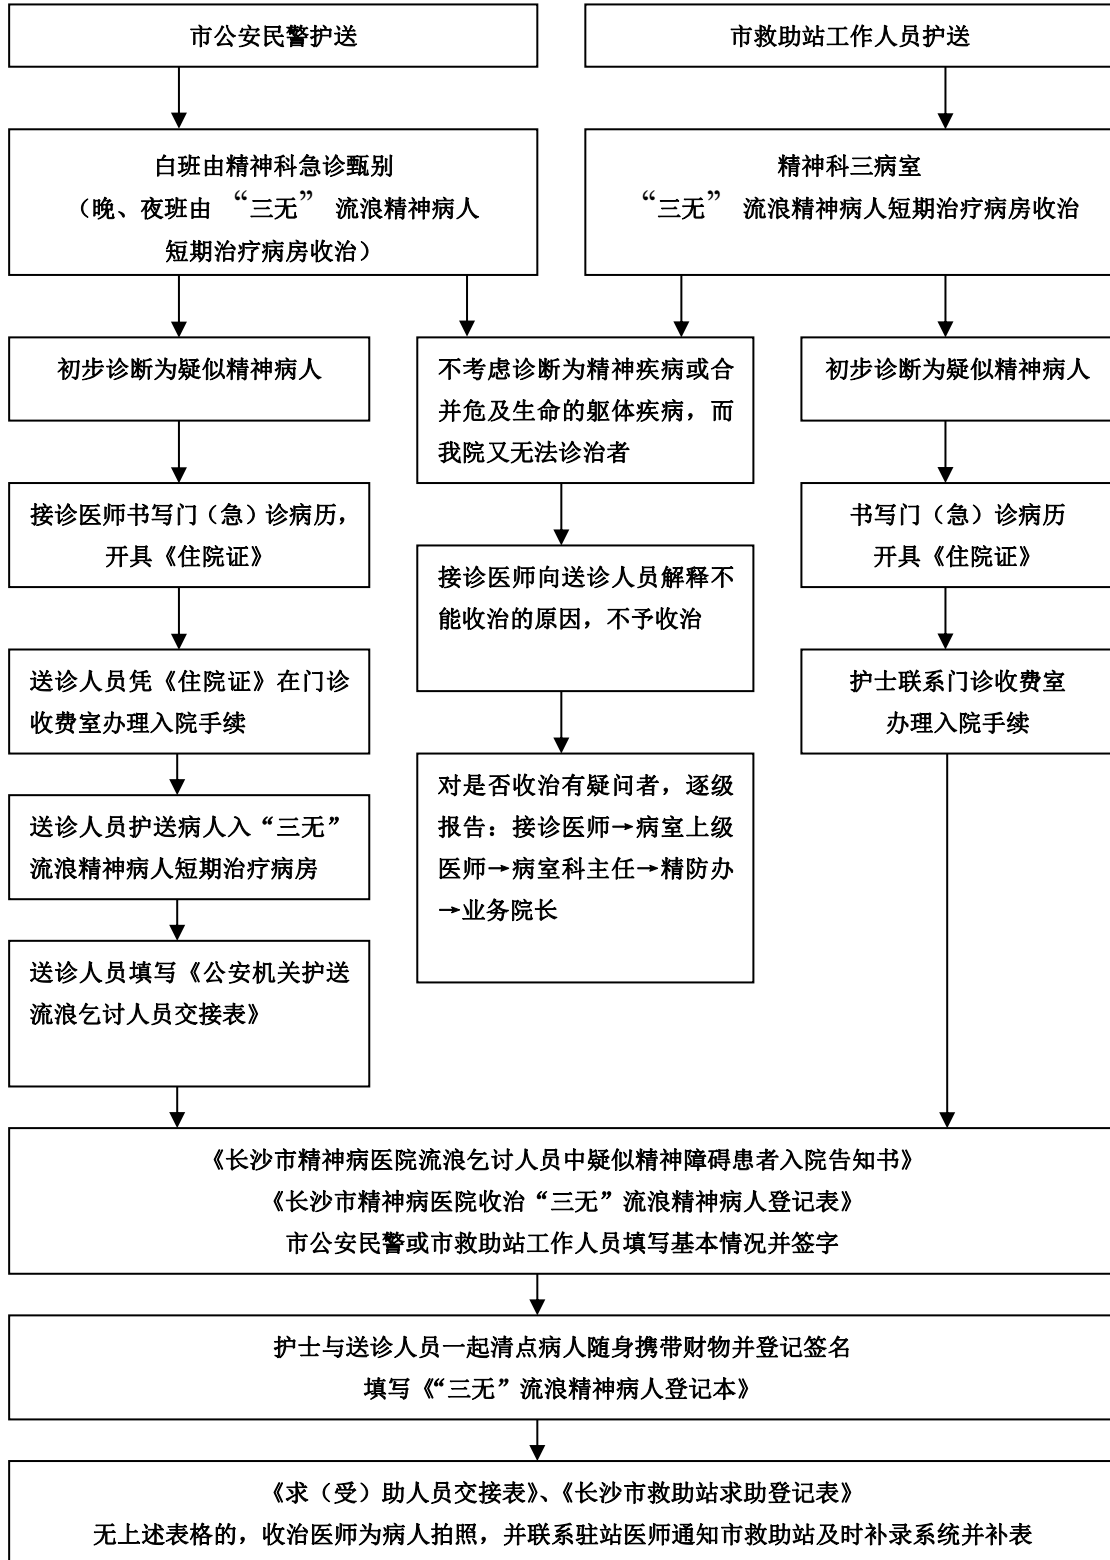 市公安民警护送
市救助站工作人员护送
白班由精神科急诊甄别
（晚、夜班由 “三无” 流浪精神病人
短期治疗病房收治）
精神科三病室
“三无” 流浪精神病人短期治疗病房收治
初步诊断为疑似精神病人
不考虑诊断为精神疾病或合
并危及生命的躯体疾病，而
我院又无法诊治者
初步诊断为疑似精神病人
接诊医师书写门（急）诊病历，
开具《住院证》
接诊医师向送诊人员解释不
能收治的原因，不予收治
书写门（急）诊病历
开具《住院证》
送诊人员凭《住院证》在门诊
收费室办理入院手续
护士联系门诊收费室
办理入院手续
对是否收治有疑问者，逐级
报告：接诊医师→病室上级
医师→病室科主任→精防办
→业务院长
送诊人员护送病人入“三无”
流浪精神病人短期治疗病房
送诊人员填写《公安机关护送
流浪乞讨人员交接表》
《长沙市精神病医院流浪乞讨人员中疑似精神障碍患者入院告知书》
《长沙市精神病医院收治“三无”流浪精神病人登记表》
市公安民警或市救助站工作人员填写基本情况并签字
护士与送诊人员一起清点病人随身携带财物并登记签名
填写《“三无”流浪精神病人登记本》
《求（受）助人员交接表》、《长沙市救助站求助登记表》
无上述表格的，收治医师为病人拍照，并联系驻站医师通知市救助站及时补录系统并补表